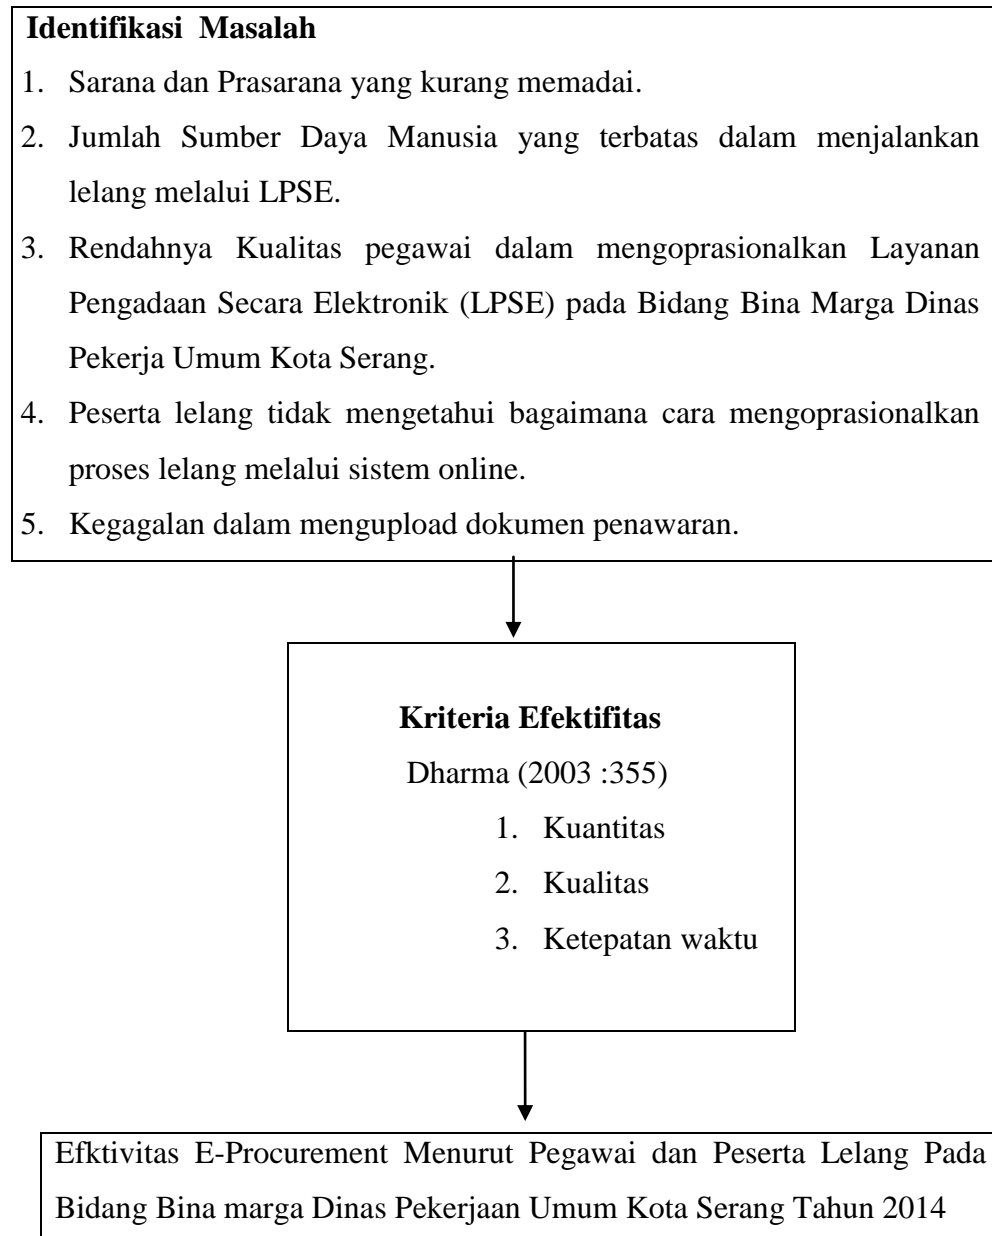 Identifikasi Masalah
1. Sarana dan Prasarana yang kurang memadai.
2. Jumlah Sumber Daya Manusia yang terbatas dalam menjalankan
lelang melalui LPSE.
3. Rendahnya Kualitas pegawai dalam mengoprasionalkan Layanan
Pengadaan Secara Elektronik (LPSE) pada Bidang Bina Marga Dinas
Pekerja Umum Kota Serang.
4. Peserta lelang tidak mengetahui bagaimana cara mengoprasionalkan
proses lelang melalui sistem online.
5. Kegagalan dalam mengupload dokumen penawaran.
Kriteria Efektifitas
Dharma (2003 :355)
1. Kuantitas
2. Kualitas
3. Ketepatan waktu
Efktivitas E-Procurement Menurut Pegawai dan Peserta Lelang Pada
Bidang Bina marga Dinas Pekerjaan Umum Kota Serang Tahun 2014